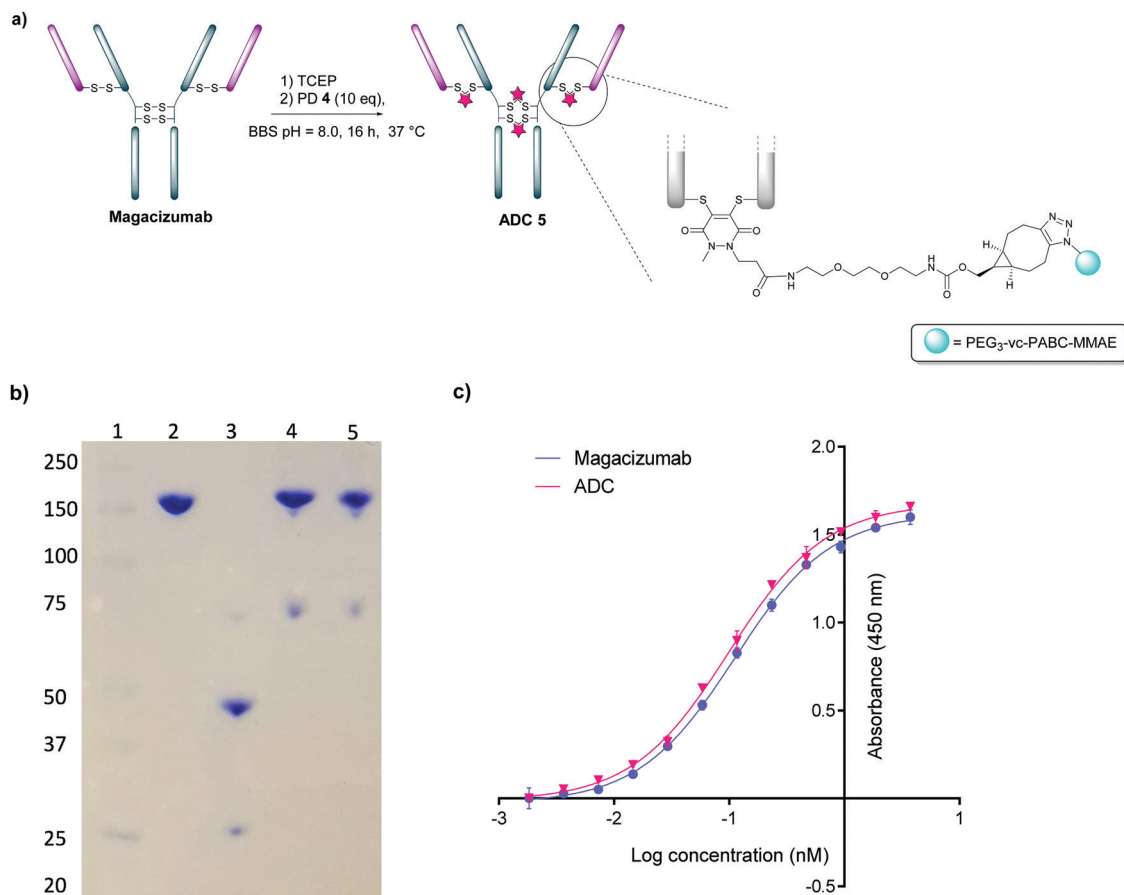 a)
S-S
S-S
S-S
S-S
Magacizumab
1) TCEP
2) PD 4 (10 eq),
BBS pH = 8.0, 16 h, 37 °C
S S
S S
S S
S S
ADC 5
S
S
O
O
N
N
O
N
H
O
O
H
N
O
O
H
H
N
N
N
= PEG₃-vc-PABC-MMAE
b)
1 2 3 4 5
250
150
100
75
50
37
25
20
c)
Magacizumab
ADC
2.0
1.5
1.0
0.5
-0.5
Absorbance (450 nm)
-3 -2 -1 1
Log concentration (nM)